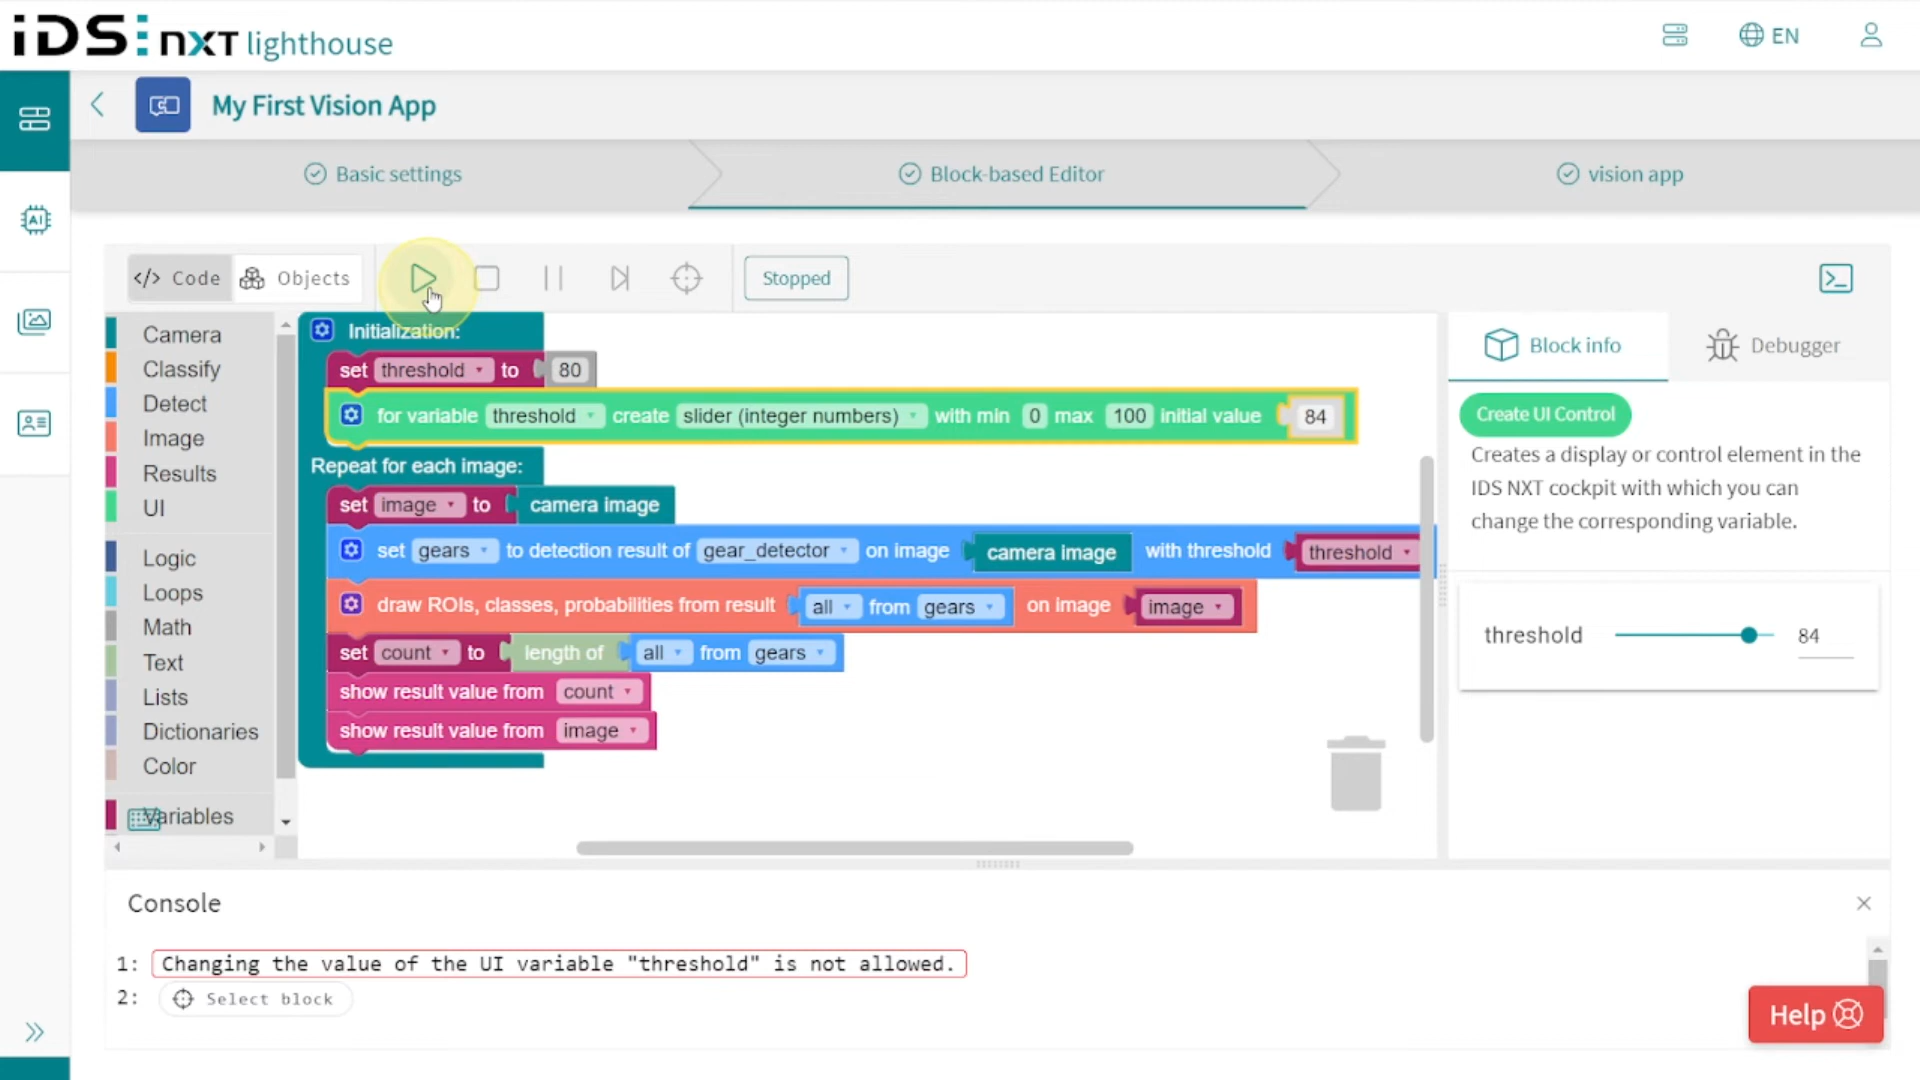 iDS:nxt lighthouse
EN
My First Vision App
Basic settings
Block-based Editor
vision app
</> Code
Objects
Stopped
Camera
Classify
Detect
Image
Results
UI
Logic
Loops
Math
Text
Lists
Dictionaries
Color
Variables
Initialization:
set threshold to 80
for variable threshold create slider (integer numbers) with min 0 max 100 initial value 84
Repeat for each image:
set image to camera image
set gears to detection result of gear_detector on image camera image with threshold threshold
draw ROIs, classes, probabilities from result all from gears on image image
set count to length of all from gears
show result value from count
show result value from image
Block info
Debugger
Create UI Control
Creates a display or control element in the
IDS NXT cockpit with which you can
change the corresponding variable.
threshold 84
Console
1: Changing the value of the UI variable "threshold" is not allowed.
2: Select block
Help
AI